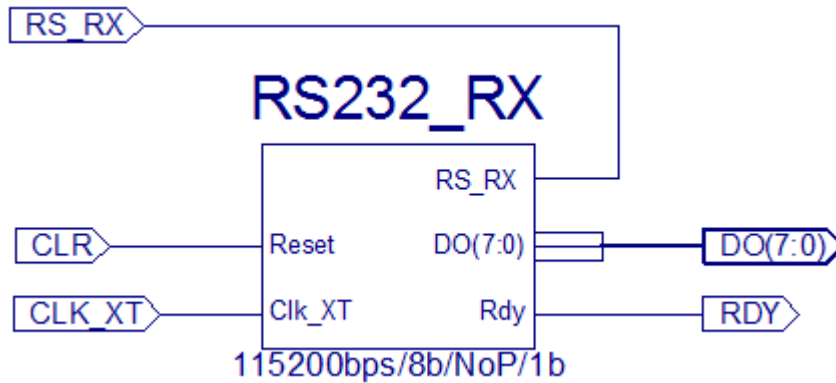 RS_RX
RS232_RX
RS_RX
CLR
Reset
DO(7:0)
DO(7:0)
CLK_XT
Clk_XT
Rdy
RDY
115200bps/8b/NoP/1b